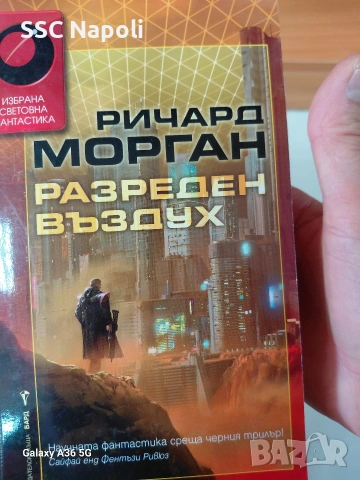 SSC Napoli
ИЗБРАНА
СВЕТОВНА
ФАНТАСТИКА
РИЧАРД
МОРГАН
РАЗРЕДЕН
ВЪЗДУХ
БАРД
Научната фантастика среща черния трилър!
Сайфай енд Фентъзи Ривюз
Galaxy A36 5G
bazar